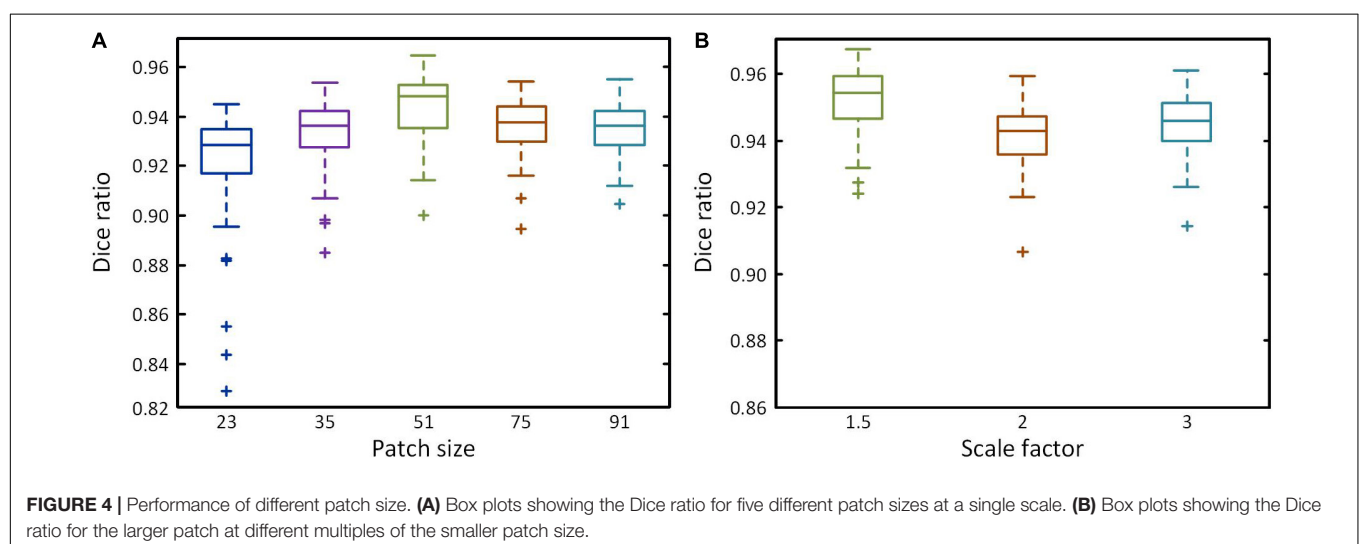 A
0.96
0.94
0.92
0.90
0.88
0.86
0.84
0.82
Dice ratio
23 35 51 75 91
Patch size
B
0.96
0.94
0.92
0.90
0.88
0.86
Dice ratio
1.5 2 3
Scale factor
FIGURE 4 | Performance of different patch size. (A) Box plots showing the Dice ratio for five different patch sizes at a single scale. (B) Box plots showing the Dice
ratio for the larger patch at different multiples of the smaller patch size.